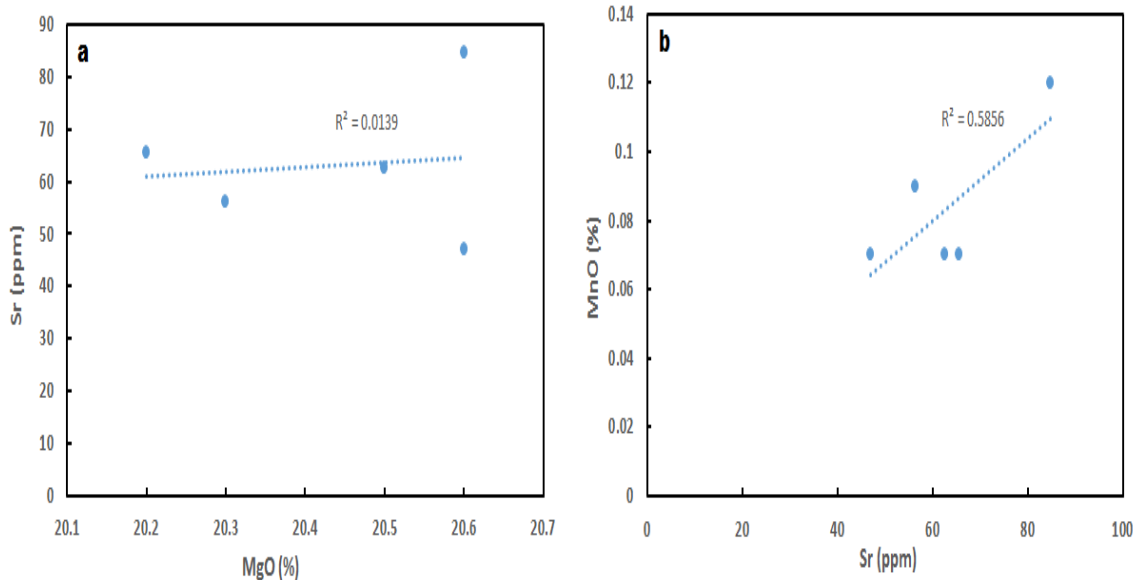 a
R² = 0.0139
Sr (ppm)
90
80
70
60
50
40
30
20
10
0
20.1 20.2 20.3 20.4 20.5 20.6 20.7
MgO (%)
b
R² = 0.5856
MnO (%)
0.14
0.12
0.1
0.08
0.06
0.04
0.02
0
0 20 40 60 80 100
Sr (ppm)